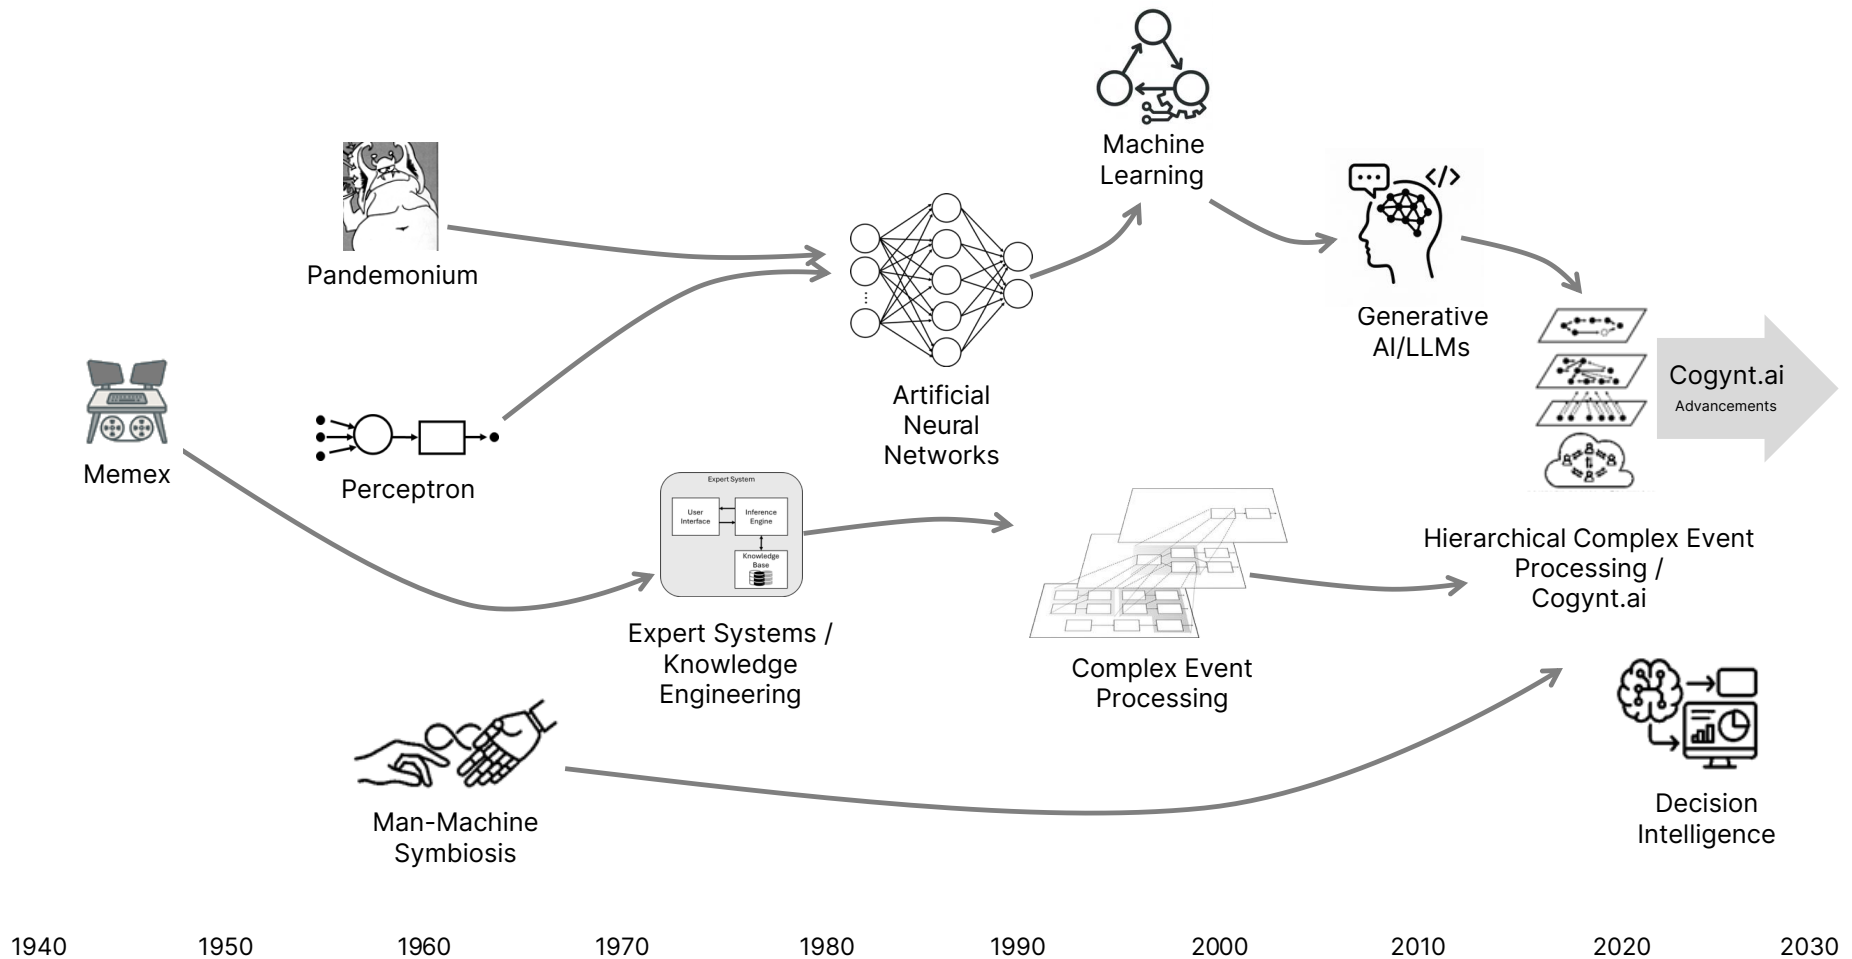 Machine
Learning
Pandemonium
Generative
AI/LLMs
Cogynt.ai
Advancements
Artificial
Neural
Networks
Memex
Perceptron
Expert System
User
Interface
Inference
Engine
Knowledge
Base
Hierarchical Complex Event
Processing /
Cogynt.ai
Expert Systems /
Knowledge
Engineering
Complex Event
Processing
Man-Machine
Symbiosis
Decision
Intelligence
1940 1950 1960 1970 1980 1990 2000 2010 2020 2030